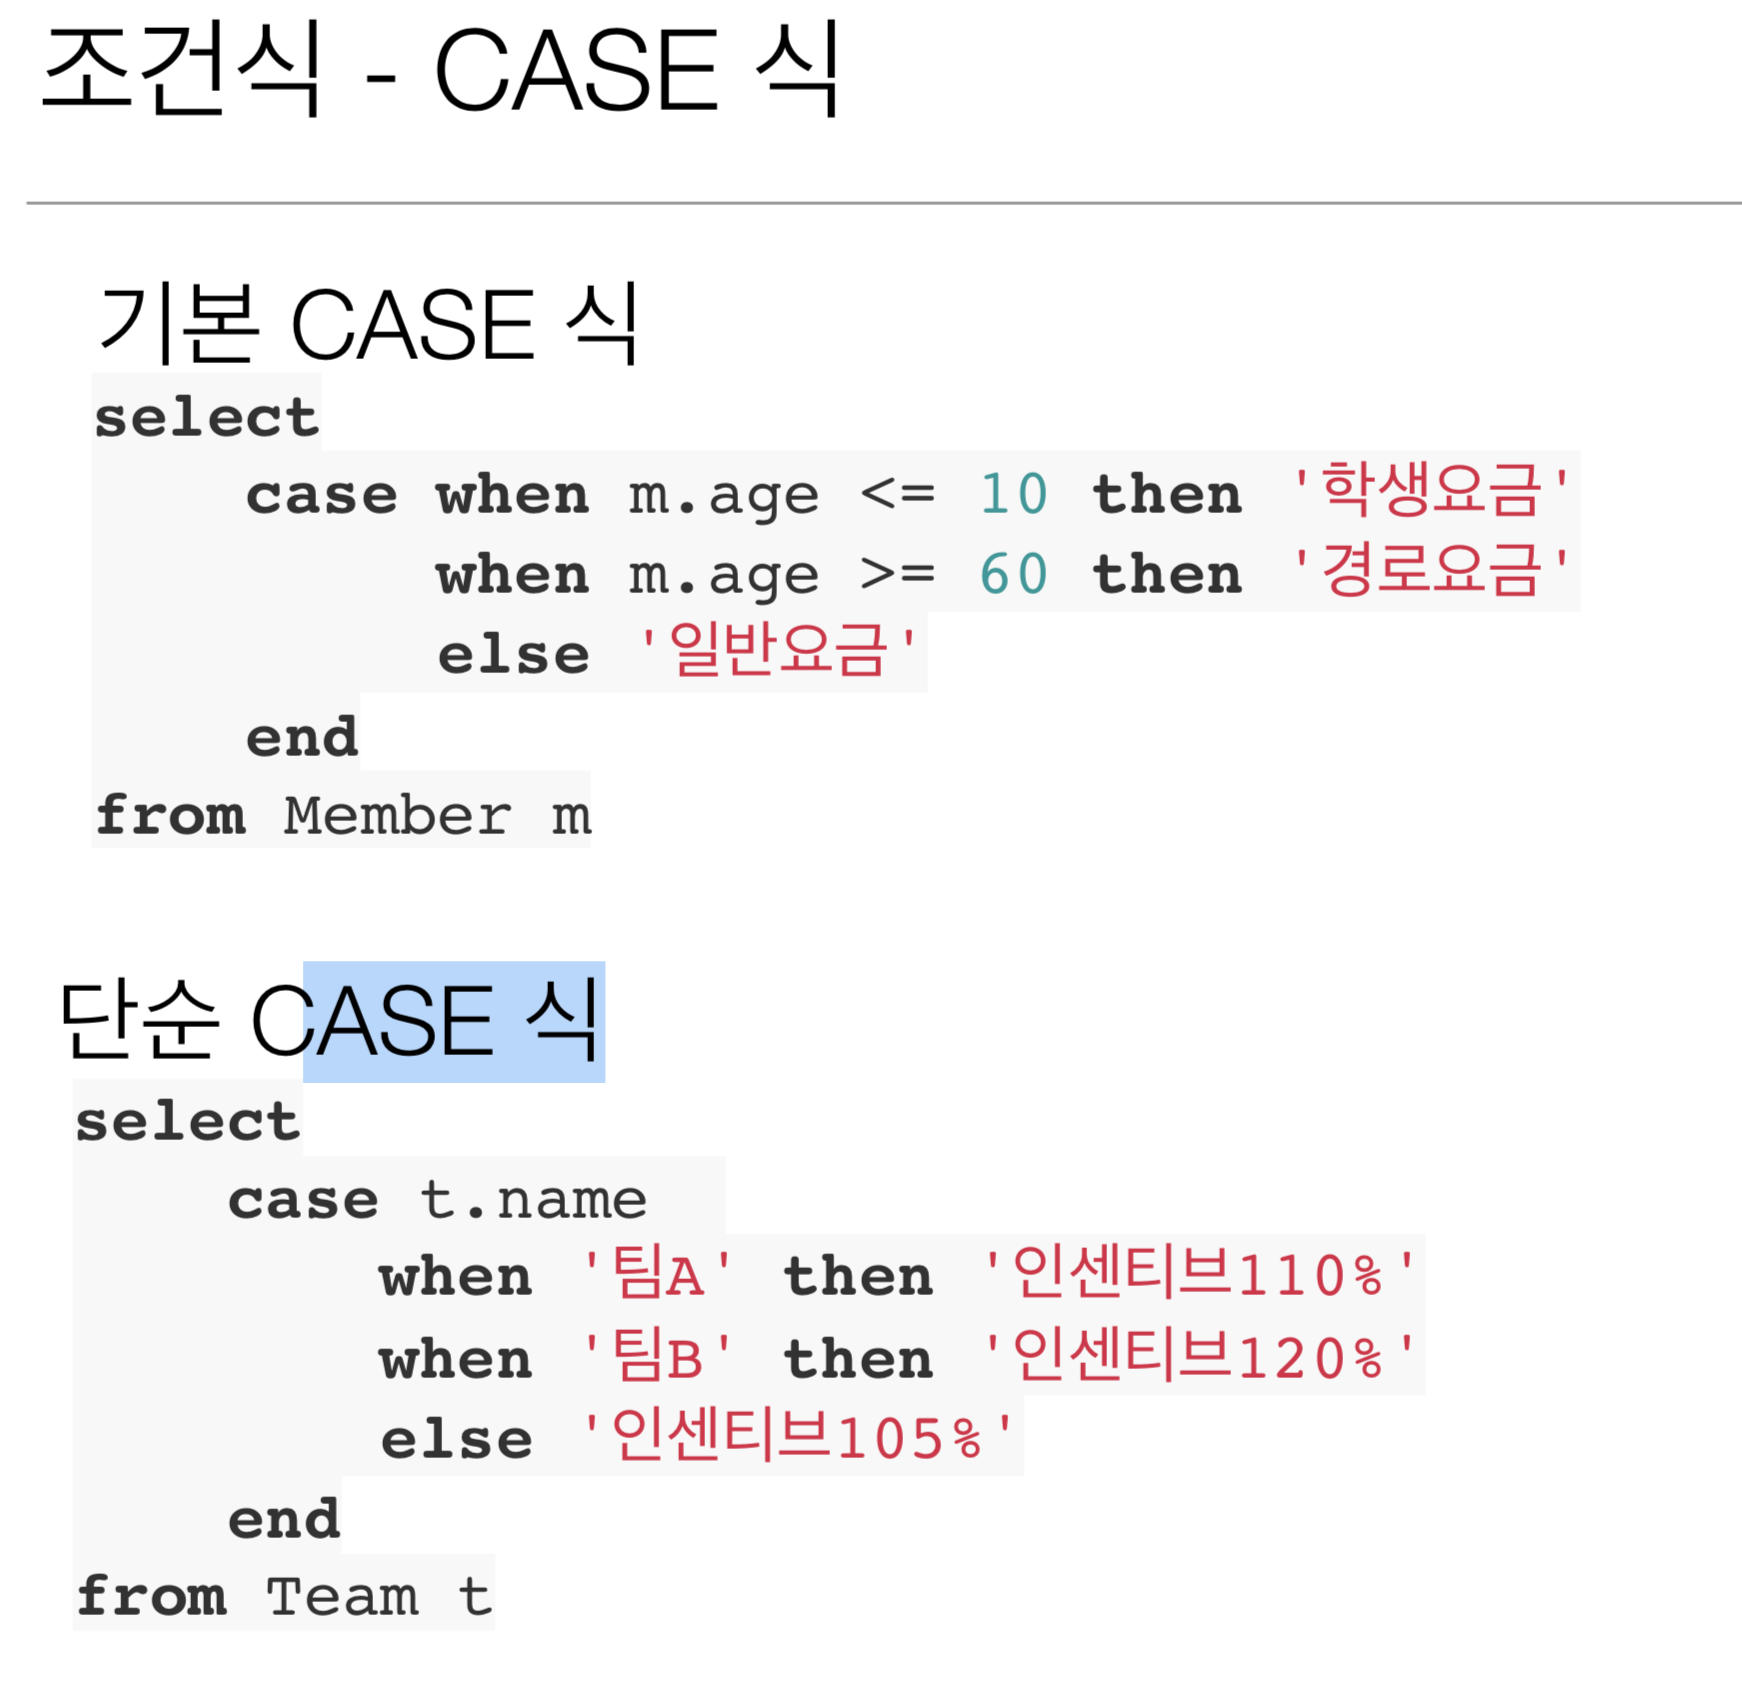 조건식 - CASE 식
기본 CASE 식
select
case when m.age <= 10 then '학생요금'
when m.age >= 60 then '경로요금'
else '일반요금'
end
from Member m
단순 CASE 식
select
case t.name
when '팀A' then '인센티브110%'
when '팀B' then '인센티브120%'
else '인센티브105%'
end
from Team t